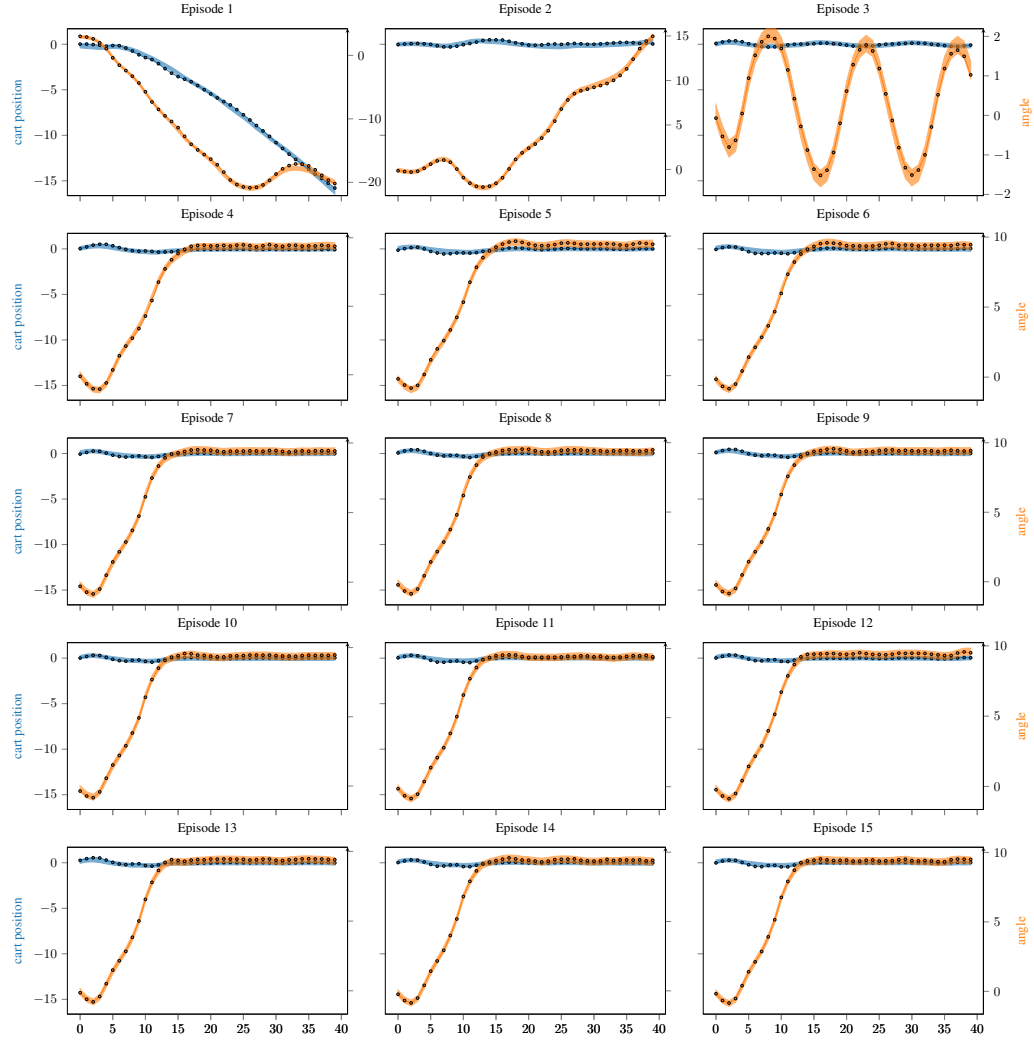 Episode 1 Episode 2 Episode 3
0 −5 −10 −15 cart position 0 −10 −20 15 10 5 0 2 1 0 −1 −2 angle
Episode 4 Episode 5 Episode 6
0 −5 −10 −15 cart position 10 5 0 angle
Episode 7 Episode 8 Episode 9
0 −5 −10 −15 cart position 10 5 0 angle
Episode 10 Episode 11 Episode 12
0 −5 −10 −15 cart position 10 5 0 angle
Episode 13 Episode 14 Episode 15
0 −5 −10 −15 cart position 10 5 0 angle
0 5 10 15 20 25 30 35 40 0 5 10 15 20 25 30 35 40 0 5 10 15 20 25 30 35 40